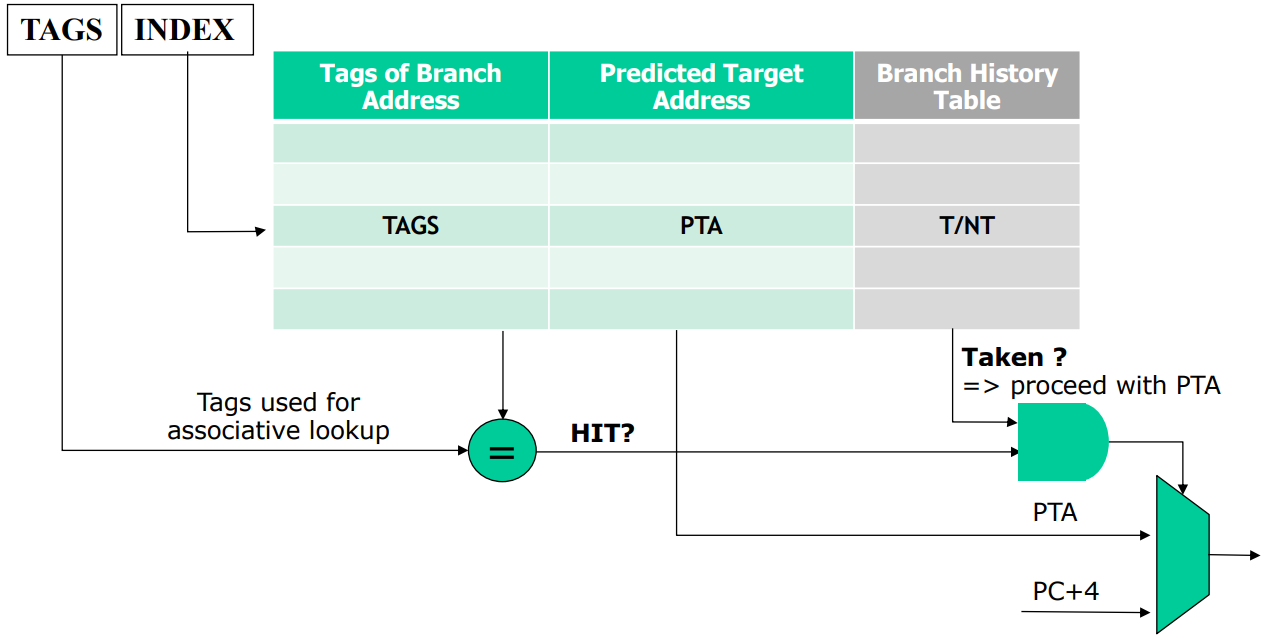 TAGS INDEX
Tags of Branch
Address
Predicted Target
Address
Branch History
Table
TAGS PTA T/NT
Taken ?
=> proceed with PTA
Tags used for
associative lookup
=
HIT?
PTA
PC+4